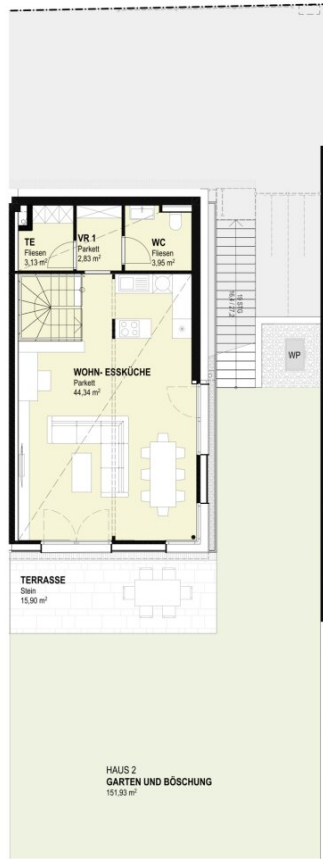 TE
Fliesen
3,13 m²
VR 1
Parkett
2,83 m²
WC
Fliesen
3,95 m²
WP
WOHN- ESSKÜCHE
Parkett
44,34 m²
TERRASSE
Stein
15,90 m²
HAUS 2
GARTEN UND BÖSCHUNG
151,93 m²